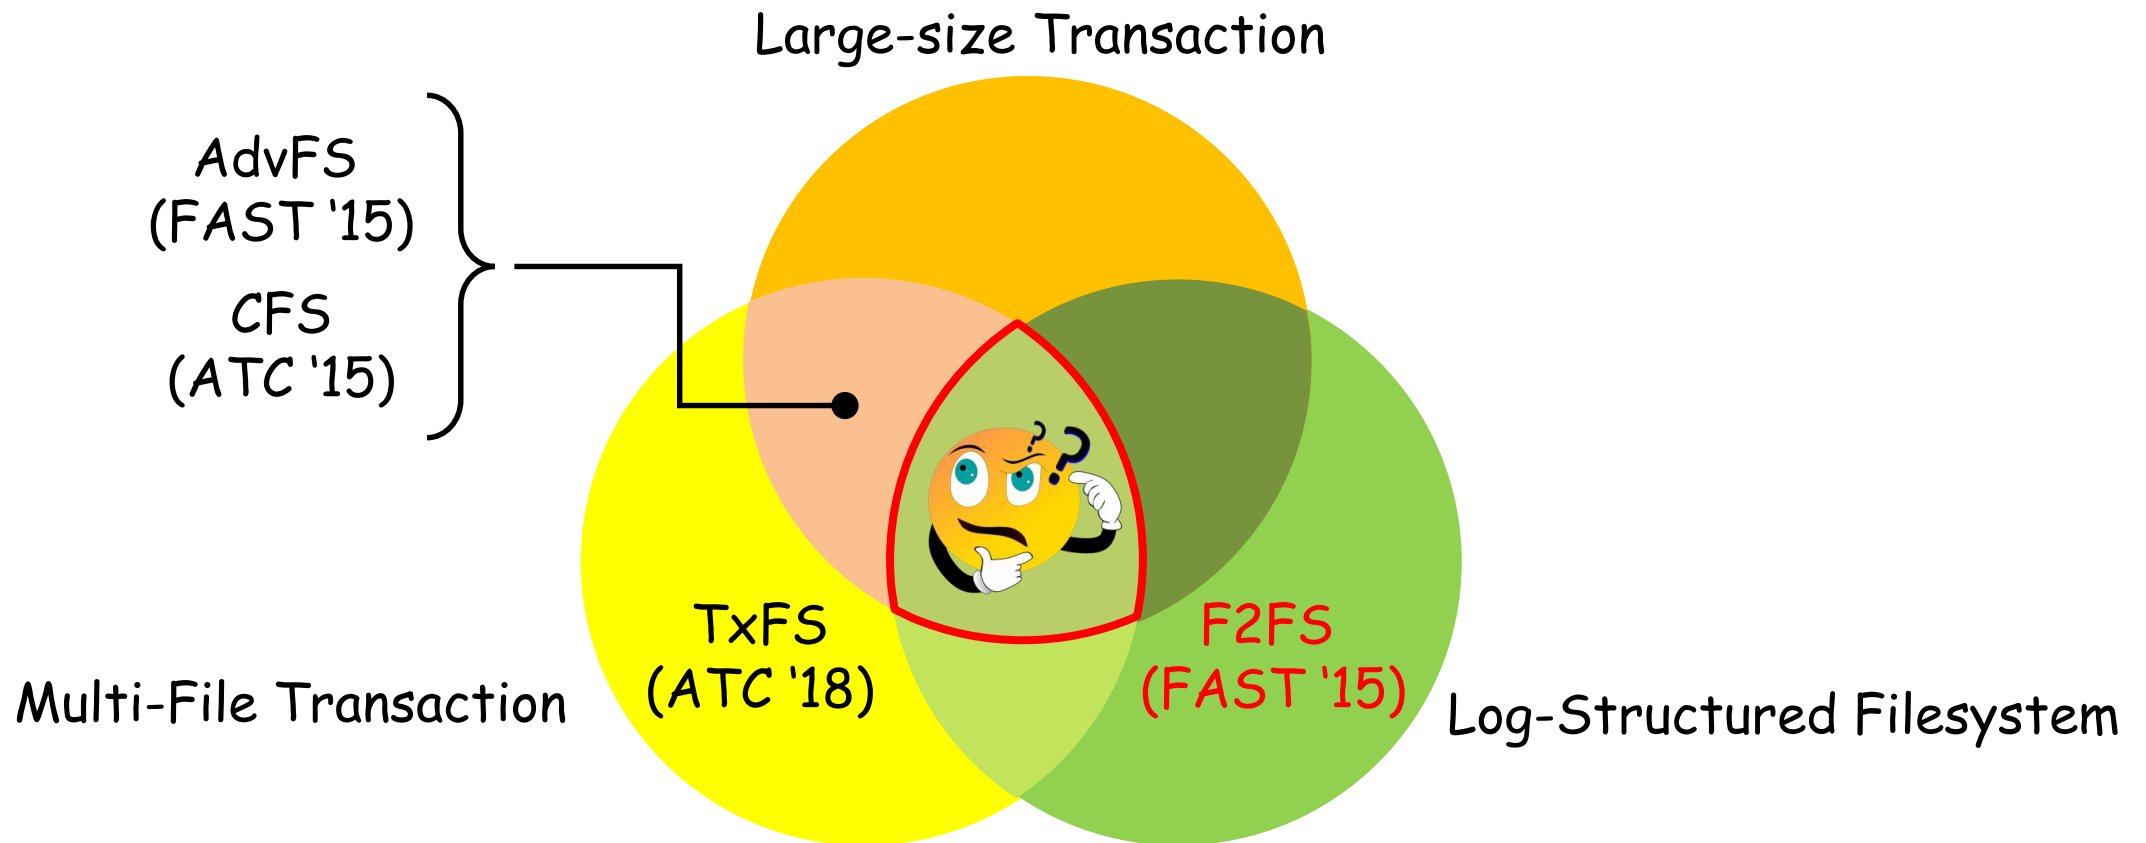 Large-size Transaction
AdvFS
(FAST '15)
CFS
(ATC '15)
? ?
TxFS
(ATC '18)
F2FS
(FAST '15)
Multi-File Transaction
Log-Structured Filesystem